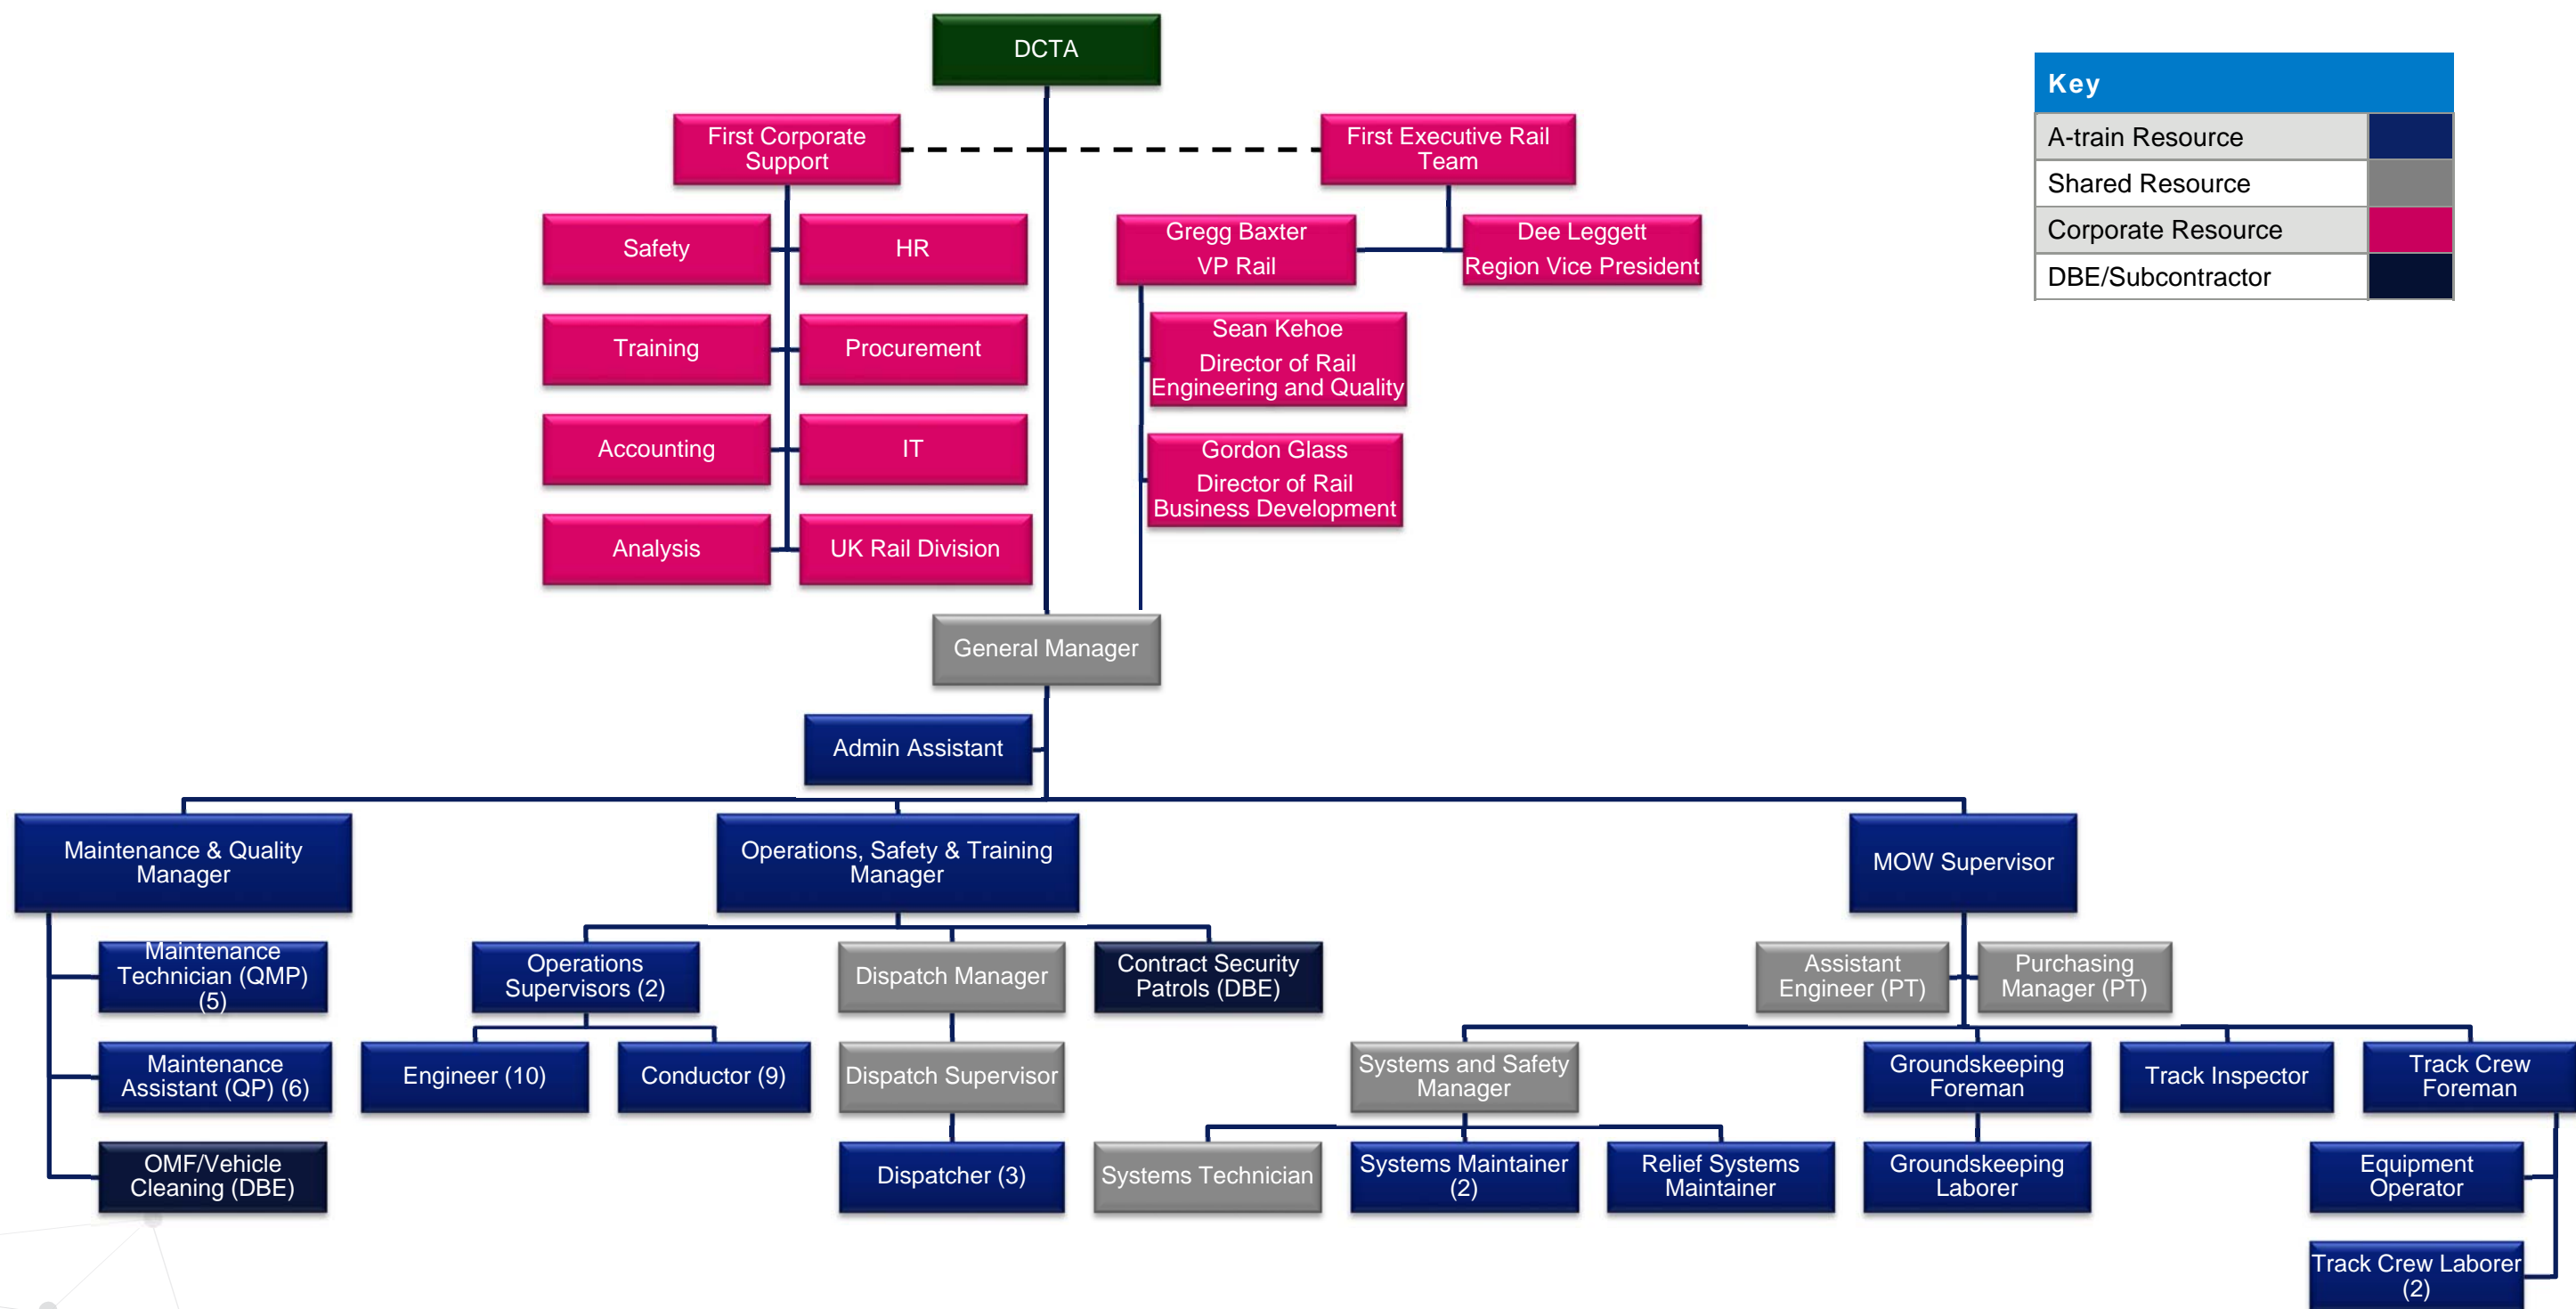 DCTA
Key
A-train Resource
Shared Resource
Corporate Resource
DBE/Subcontractor
First Corporate
Support
First Executive Rail
Team
Safety
HR
Training
Procurement
Accounting
IT
Analysis
UK Rail Division
Gregg Baxter
VP Rail
Dee Leggett
Region Vice President
Sean Kehoe
Director of Rail
Engineering and Quality
Gordon Glass
Director of Rail
Business Development
General Manager
Admin Assistant
Maintenance & Quality
Manager
Operations, Safety & Training
Manager
MOW Supervisor
Maintenance
Technician (QMP)
(5)
Maintenance
Assistant (QP) (6)
OMF/Vehicle
Cleaning (DBE)
Operations
Supervisors (2)
Engineer (10)
Conductor (9)
Dispatch Manager
Dispatch Supervisor
Dispatcher (3)
Contract Security
Patrols (DBE)
Assistant
Engineer (PT)
Purchasing
Manager (PT)
Systems and Safety
Manager
Systems Technician
Systems Maintainer
(2)
Relief Systems
Maintainer
Groundskeeping
Foreman
Groundskeeping
Laborer
Track Inspector
Track Crew
Foreman
Equipment
Operator
Track Crew Laborer
(2)